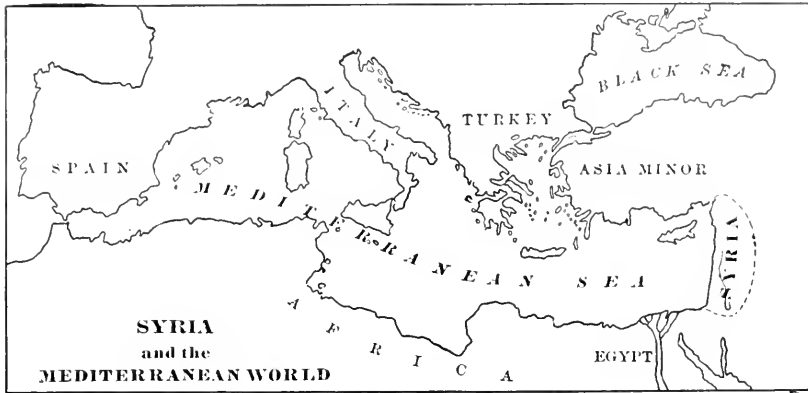 BLACK SEA
ITALY
TURKEY
SPAIN
ASIA MINOR
MEDITERRANEAN SEA
SYRIA
AFRICA
EGYPT
SYRIA
and the
MEDITERRANEAN WORLD